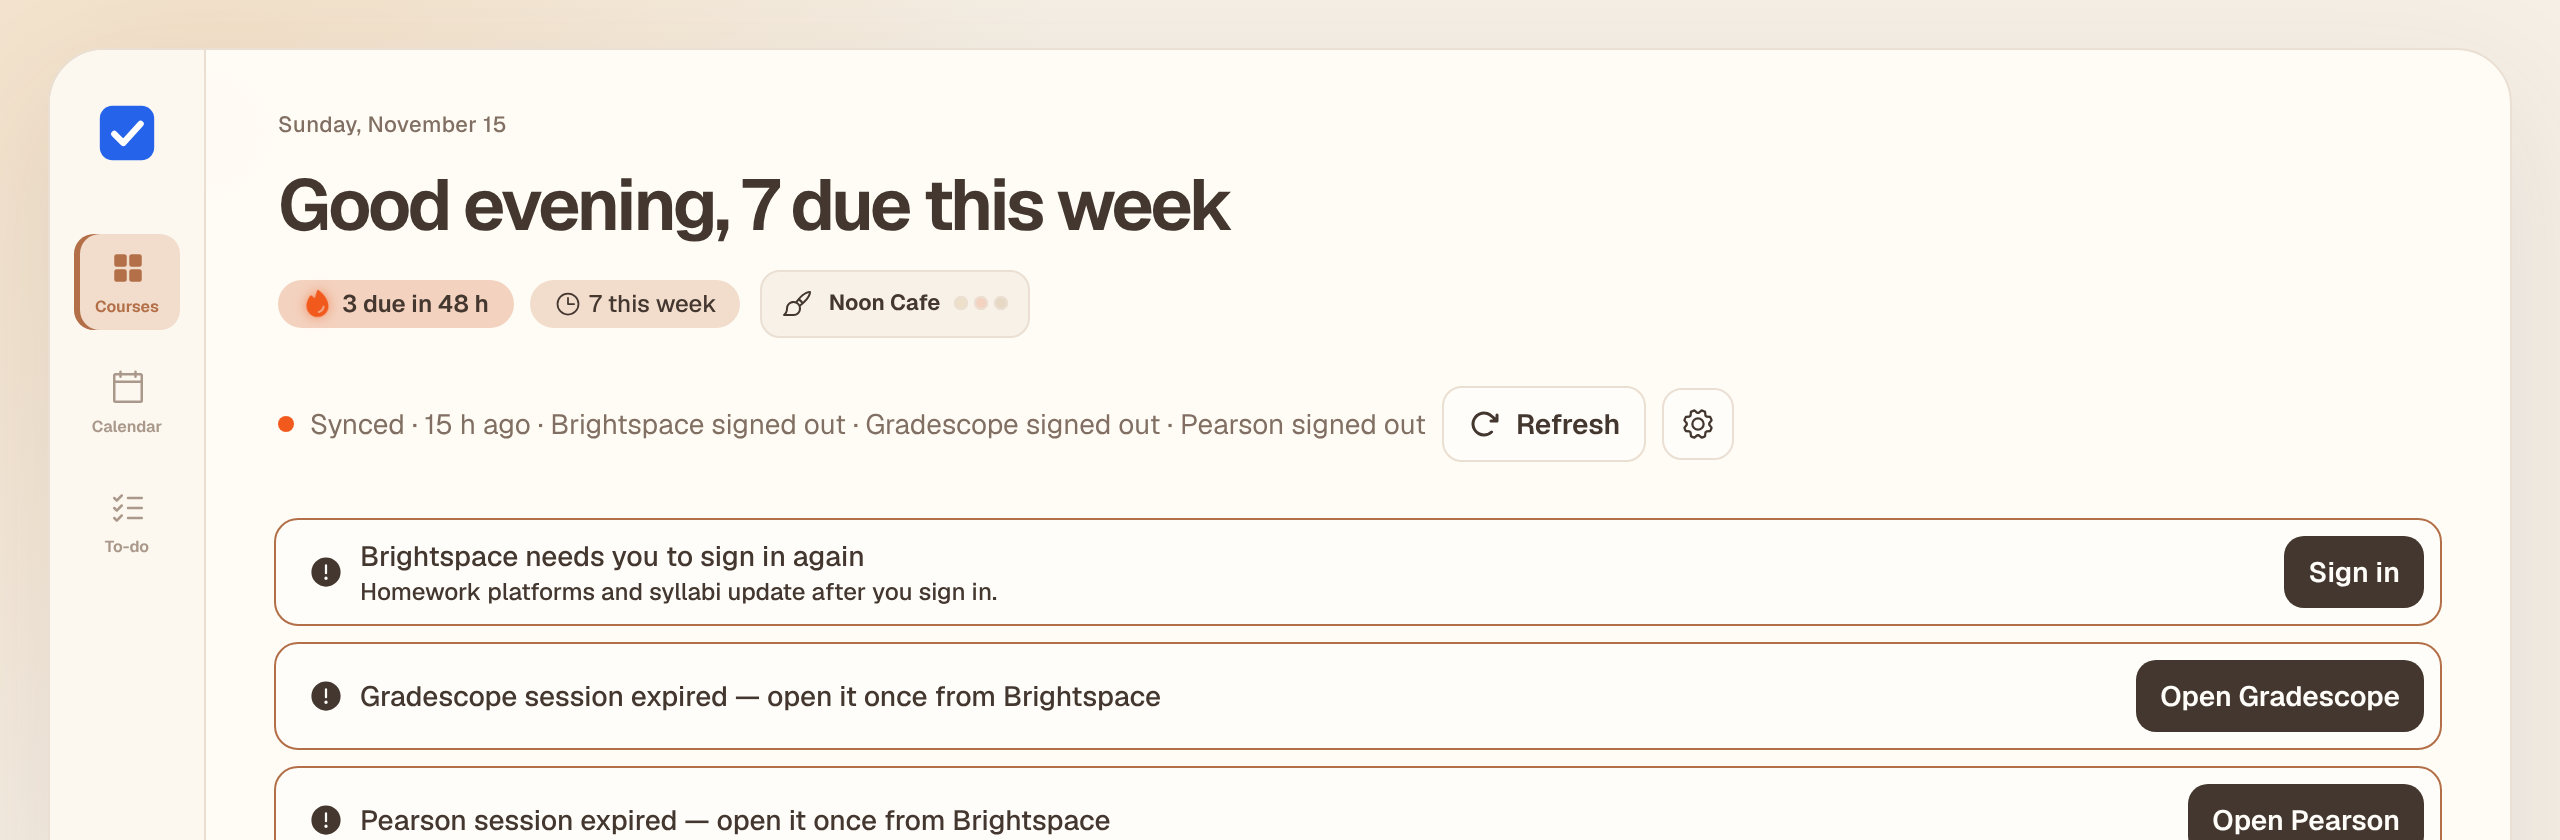 Sunday, November 15
Good evening, 7 due this week
3 due in 48 h
7 this week
Noon Cafe
Courses
Calendar
To-do
Synced · 15 h ago · Brightspace signed out · Gradescope signed out · Pearson signed out
Refresh
Brightspace needs you to sign in again
Homework platforms and syllabi update after you sign in.
Sign in
Gradescope session expired — open it once from Brightspace
Open Gradescope
Pearson session expired — open it once from Brightspace
Open Pearson